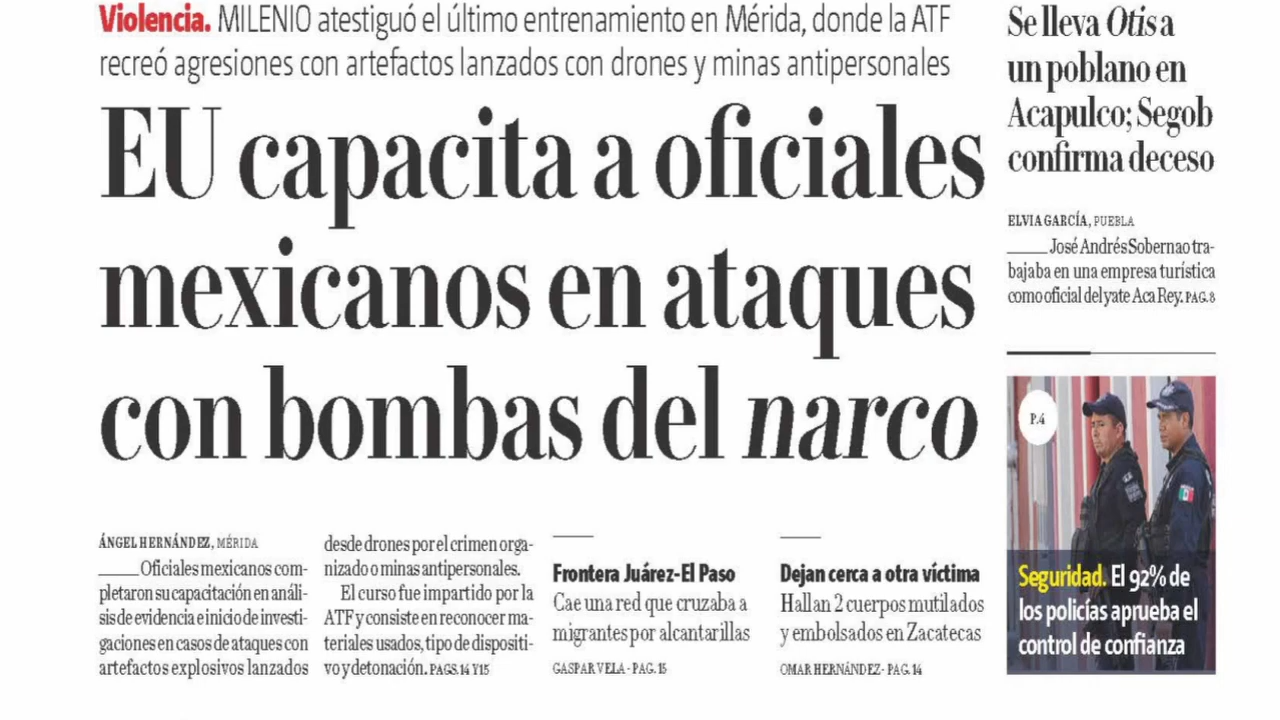 Violencia. MILENIO atestiguó el último entrenamiento en Mérida, donde la ATF
recreó agresiones con artefactos lanzados con drones y minas antipersonales
EU capacita a oficiales
mexicanos en ataques
con bombas del narco
ÁNGEL HERNÁNDEZ, MÉRIDA
____ Oficiales mexicanos com-
pletaron su capacitación en análi-
sis de evidencia e inicio de investi-
gaciones en casos de ataques con
artefactos explosivos lanzados
desde drones por el crimen orga-
nizado o minas antipersonales.
El curso fue impartido por la
ATF y consiste en reconocer ma-
teriales usados, tipo de dispositi-
vo y detonación. PAGS. 14 Y 15
Frontera Juárez-El Paso
Cae una red que cruzaba a
migrantes por alcantarillas
GASPAR VELA - PAG. 15
Dejan cerca a otra víctima
Hallan 2 cuerpos mutilados
y embolsados en Zacatecas
OMAR HERNÁNDEZ- PAG. 14
Se lleva Otis a
un poblano en
Acapulco; Segob
confirma deceso
ELVIA GARCÍA, PUEBLA
____ José Andrés Sobernao tra-
bajaba en una empresa turística
como oficial del yate Aca Rey. PAG. 8
P.4
Seguridad. El 92% de
los policías aprueba el
control de confianza